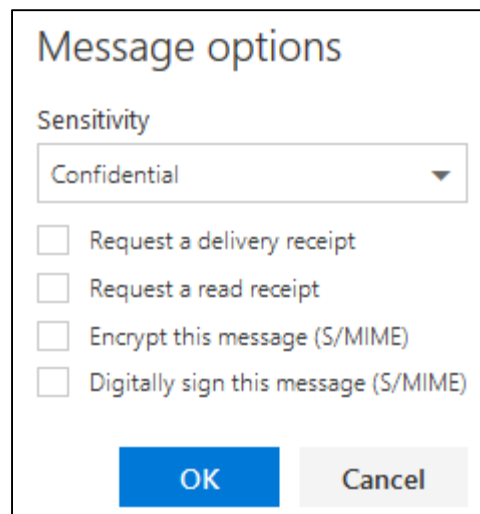 Message options
Sensitivity
Confidential
Request a delivery receipt
Request a read receipt
Encrypt this message (S/MIME)
Digitally sign this message (S/MIME)
OK Cancel